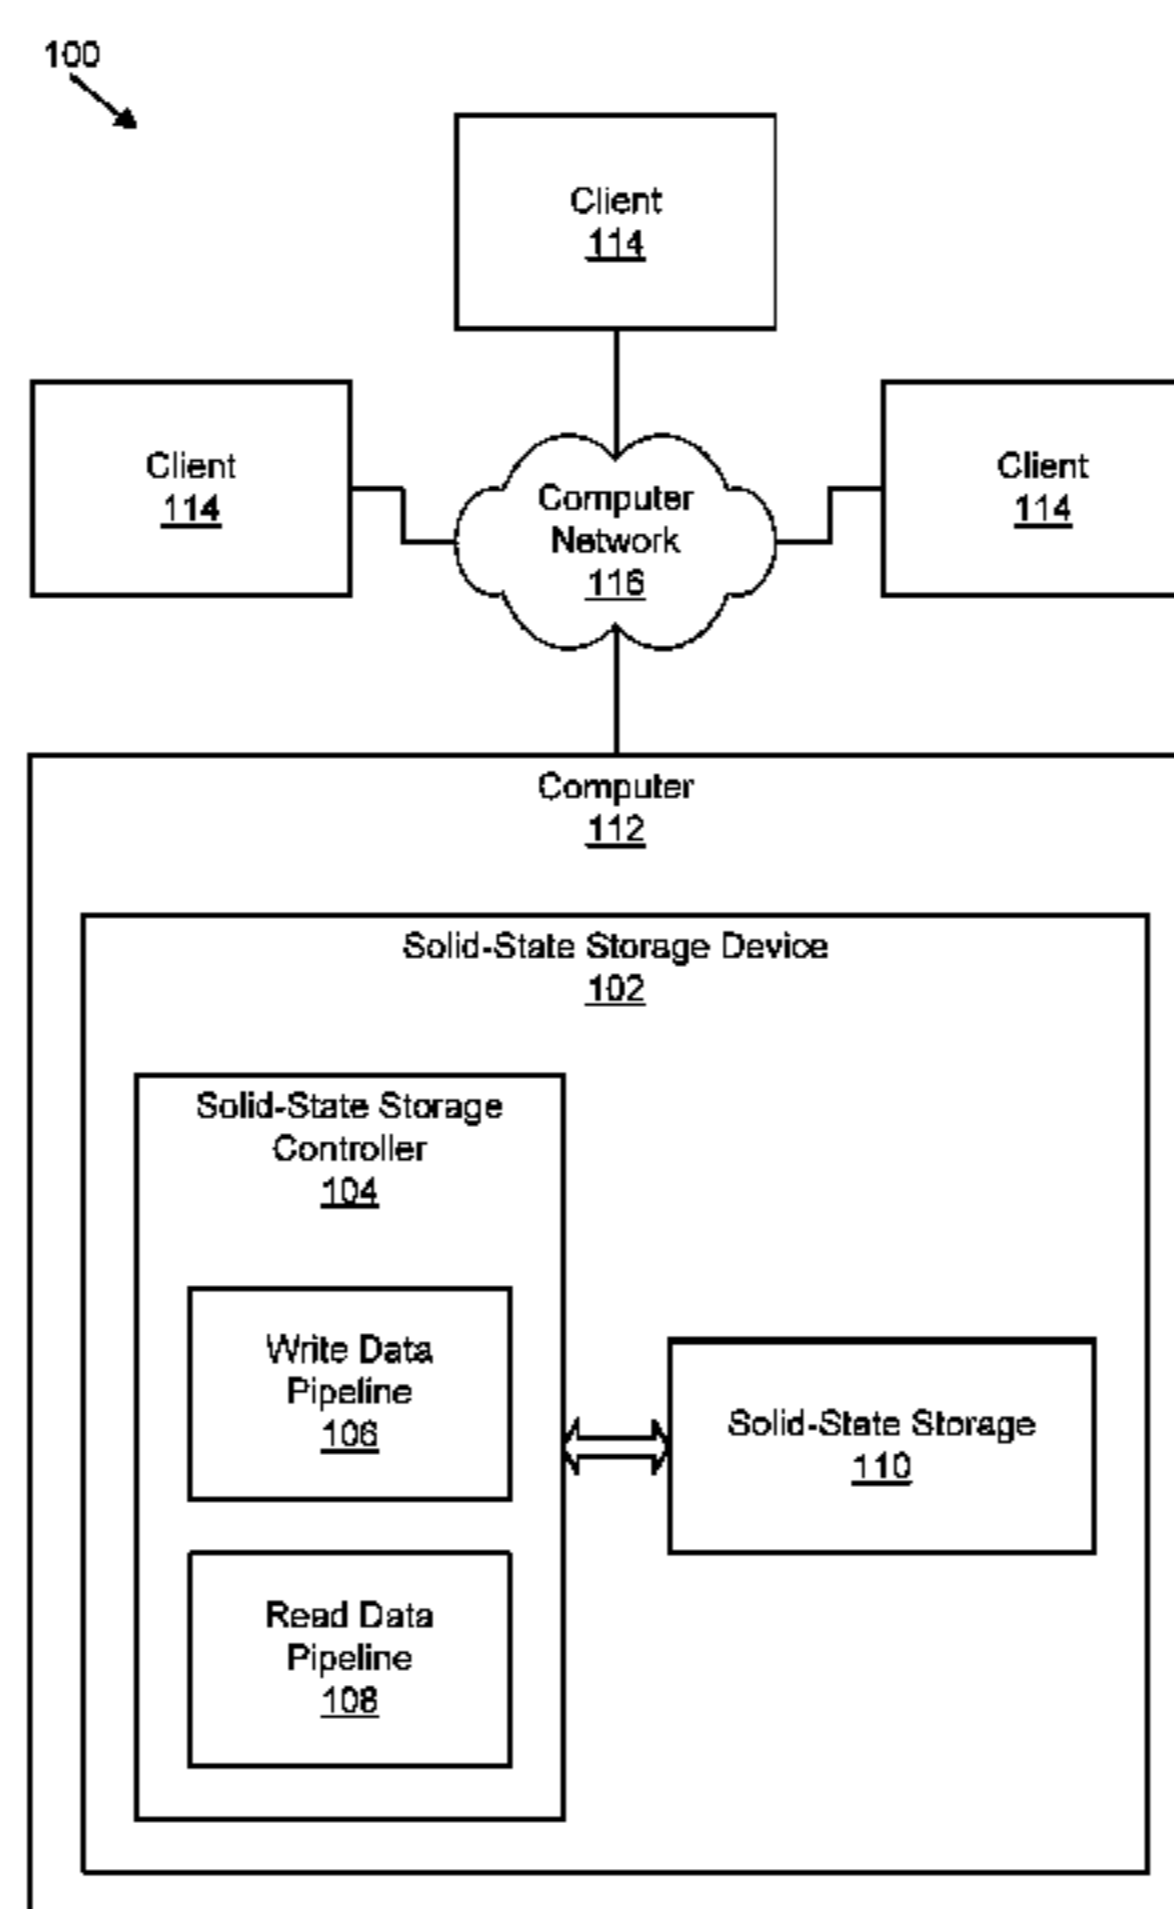 100
Client
114
Client
114
Client
114
Computer
Network
116
Computer
112
Solid-State Storage Device
102
Solid-State Storage
Controller
104
Write Data
Pipeline
106
Solid-State Storage
110
Read Data
Pipeline
108